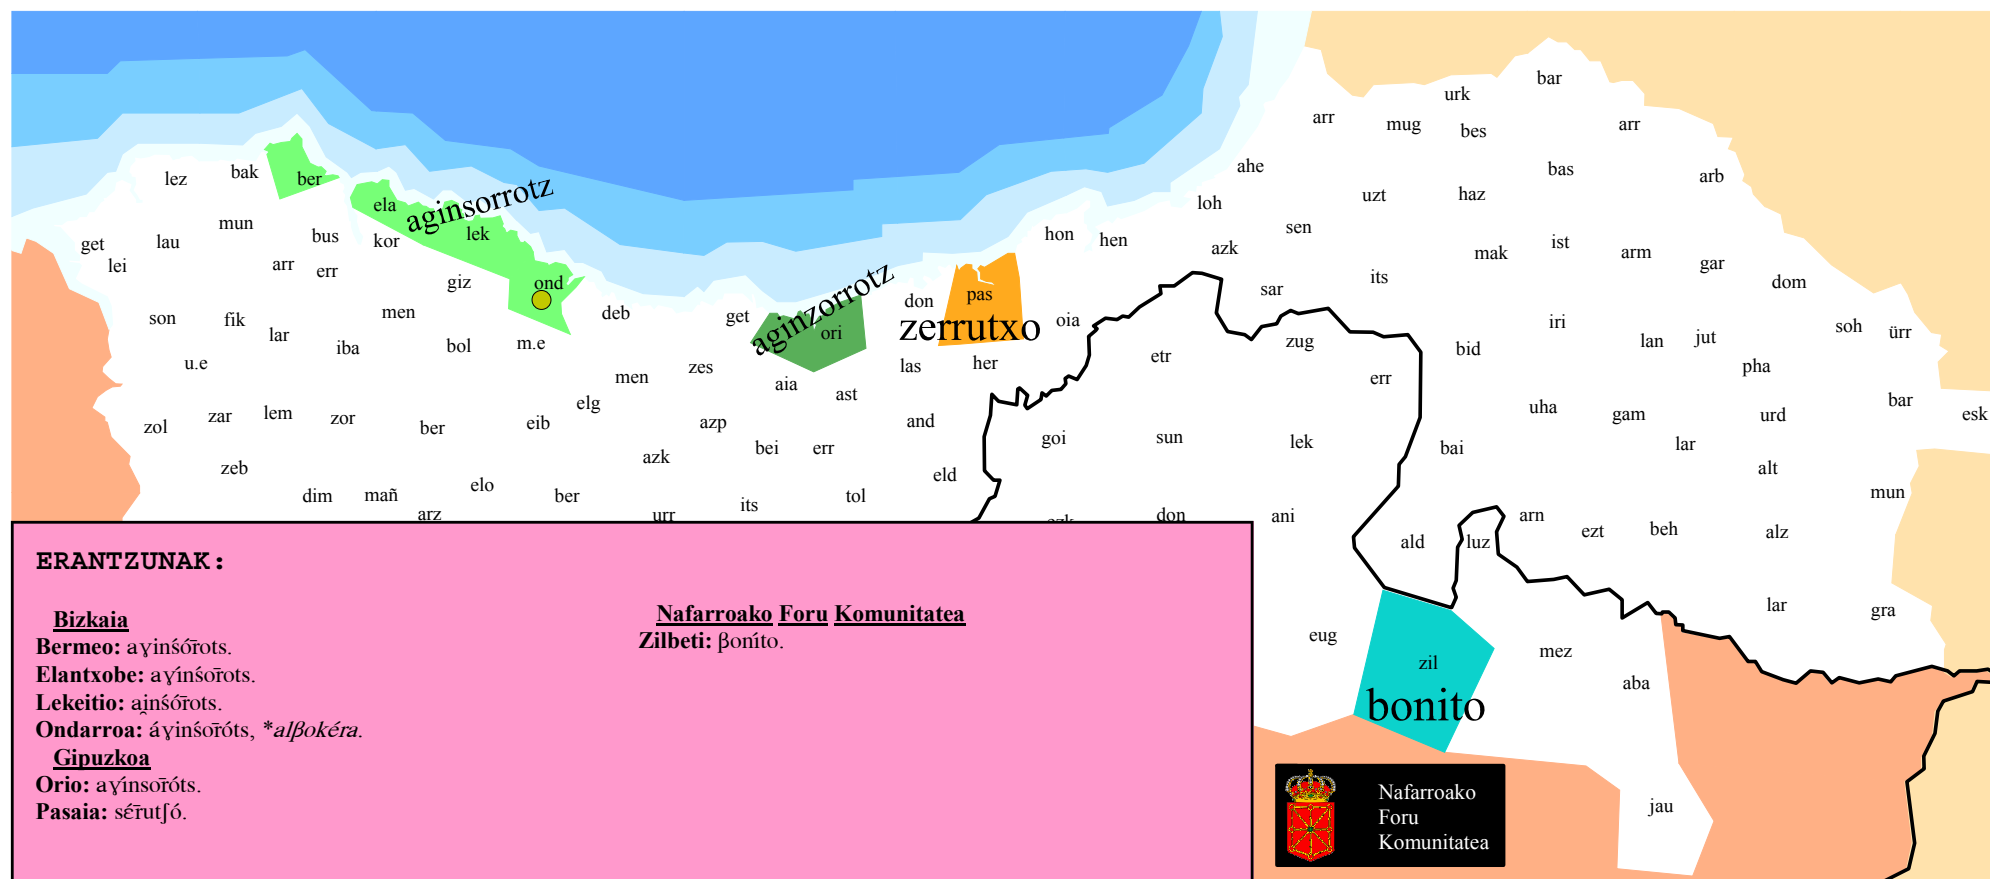 bar
urk
arr mug bes arr
lez bak ber ahe bas arb
ela aginsorrotz uzt haz loh
mun lek
get lau bus kor hon hen azk sen mak ist arm gar
lei arr err giz ond its dom
men deb get aginzorrotz don pas sar
son fik lar zerrutxo oia iri soh ürr
u.e iba bol m.e ori zug lan jut
zes las her etr bid pha
men aia ast err
zar lem zor elg azp and uha gam urd bar esk
zol ber eib goi sun lek bai lar
zeb azk bei err eld alt
dim mañ elo ber its tol mun
arz urr don ani arn ezt beh alz
ald luz
ERANTZUNAK:
Bizkaia
Bermeo: aɣinśór̄ots.
Elantxobe: aɣínśor̄ots.
Lekeitio: ai̯nśór̄ots.
Ondarroa: áɣinśor̄óts, *alβokéra.
Gipuzkoa
Orio: aɣínsor̄óts.
Pasaia: sér̄utʃó.
Nafarroako Foru Komunitatea
Zilbeti: βoníto.
lar gra
eug zil mez
aba
bonito
jau
Nafarroako
Foru
Komunitatea